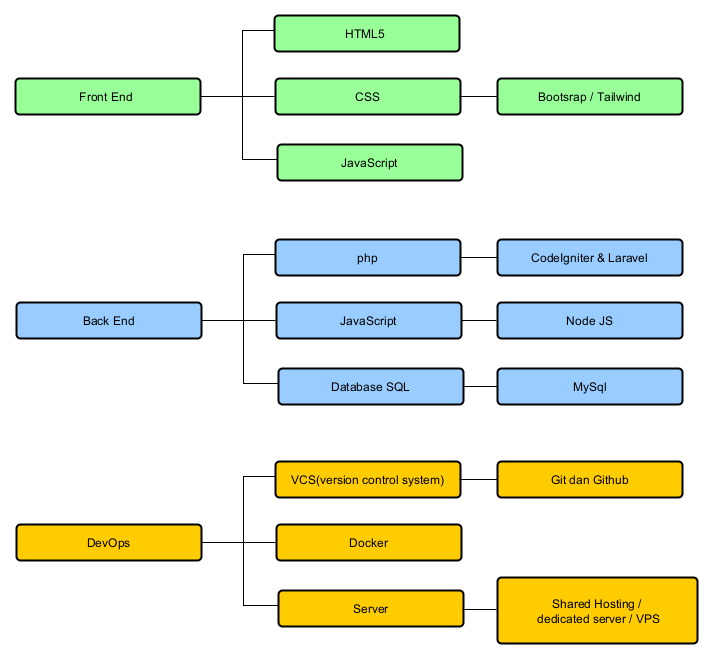 HTML5
Front End
CSS
Bootsrap / Tailwind
JavaScript
php
CodeIgniter & Laravel
Back End
JavaScript
Node JS
Database SQL
MySql
VCS(version control system)
Git dan Github
DevOps
Docker
Server
Shared Hosting /
dedicated server / VPS